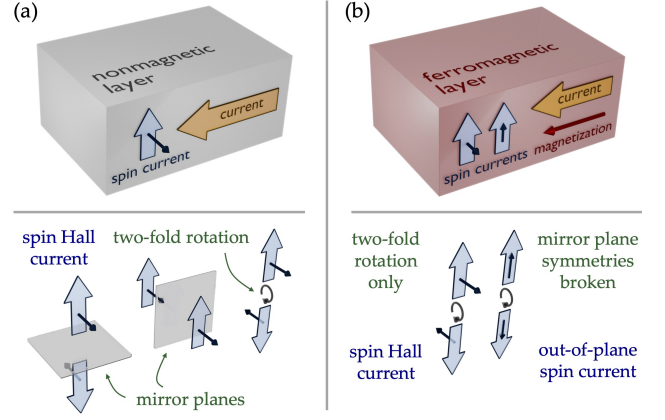 (a)
nonmagnetic
layer
current
spin current
spin Hall
current
two-fold rotation
mirror planes
(b)
ferromagnetic
layer
current
magnetization
spin currents
two-fold
rotation
only
mirror plane
symmetries
broken
spin Hall
current
out-of-plane
spin current